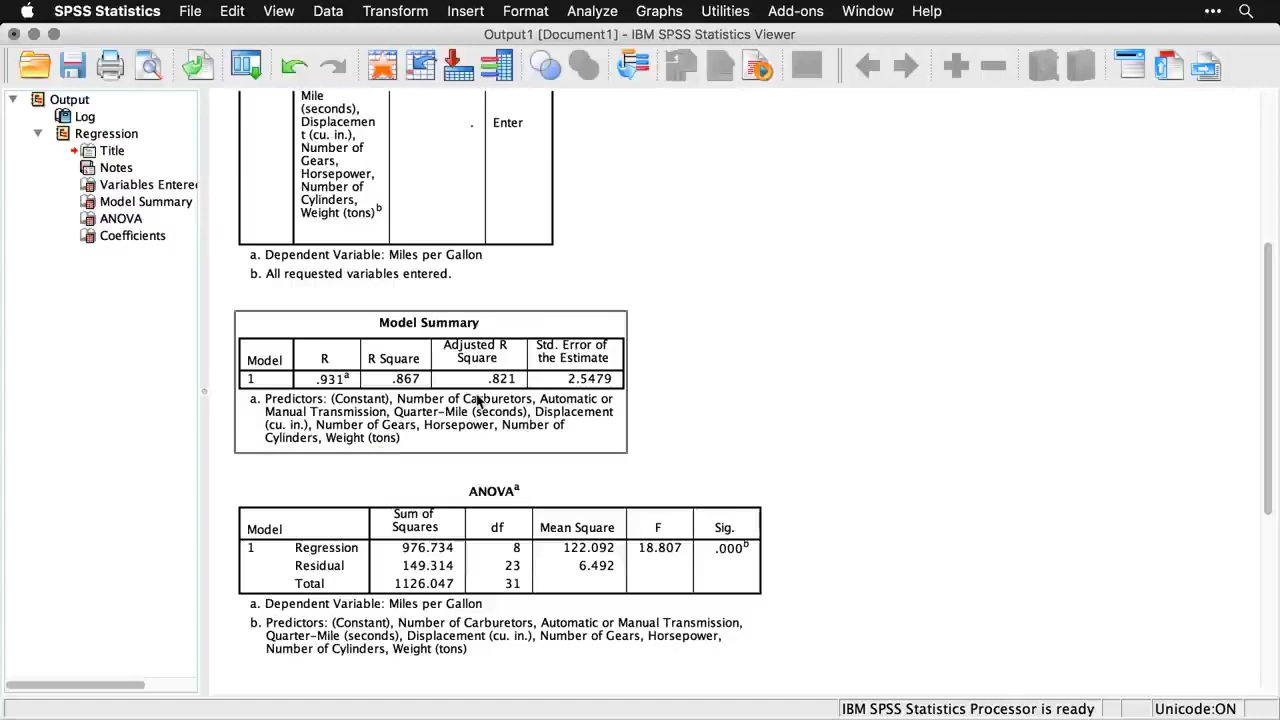 SPSS Statistics File Edit View Data Transform Insert Format Analyze Graphs Utilities Add-ons Window Help
Output1 [Document1] - IBM SPSS Statistics Viewer
Output
Log
Regression
Title
Notes
Variables Entere
Model Summary
ANOVA
Coefficients
Mile
(seconds),
Displacemen
t (cu. in.),
Number of
Gears,
Horsepower,
Number of
Cylinders,
Weight (tons)b
. Enter
a. Dependent Variable: Miles per Gallon
b. All requested variables entered.
Model Summary
Model R R Square Adjusted R Square Std. Error of the Estimate
1 .931a .867 .821 2.5479
a. Predictors: (Constant), Number of Carburetors, Automatic or
Manual Transmission, Quarter-Mile (seconds), Displacement
(cu. in.), Number of Gears, Horsepower, Number of
Cylinders, Weight (tons)
ANOVAa
Model Sum of Squares df Mean Square F Sig.
1 Regression 976.734 8 122.092 18.807 .000b
Residual 149.314 23 6.492
Total 1126.047 31
a. Dependent Variable: Miles per Gallon
b. Predictors: (Constant), Number of Carburetors, Automatic or Manual Transmission,
Quarter-Mile (seconds), Displacement (cu. in.), Number of Gears, Horsepower,
Number of Cylinders, Weight (tons)
IBM SPSS Statistics Processor is ready Unicode:ON